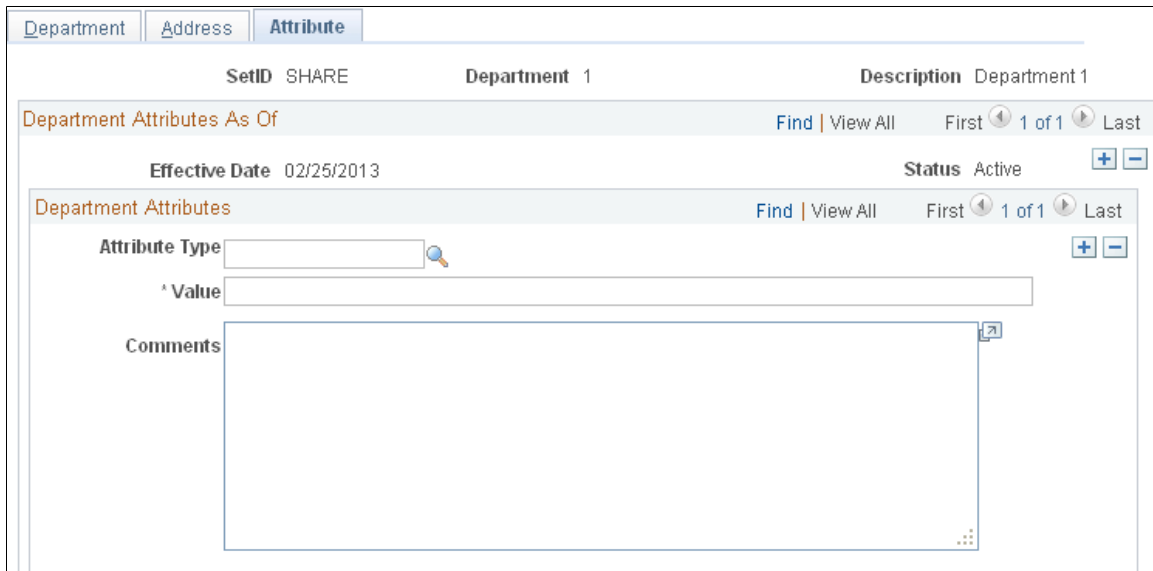 Department Address Attribute
SetID SHARE Department 1 Description Department 1
Department Attributes As Of Find | View All First 1 of 1 Last
Effective Date 02/25/2013 Status Active
Department Attributes Find | View All First 1 of 1 Last
Attribute Type
* Value
Comments